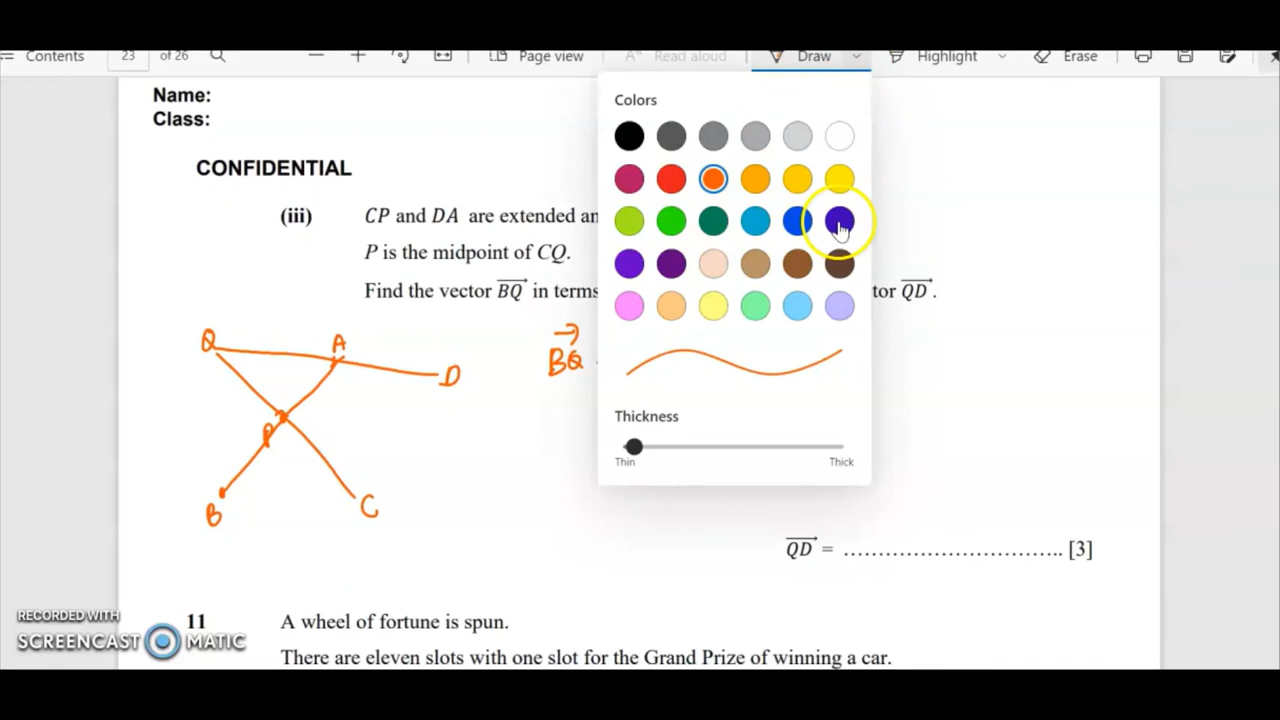 Contents 23 of 26 Page view Read aloud Draw Highlight Erase
Name:
Class:
Colors
CONFIDENTIAL
(iii) CP and DA are extended an
P is the midpoint of CQ.
Find the vector BQ in terms tor QD.
Q A D
BQ
P
B C
Thickness
Thin Thick
QD = ................................. [3]
RECORDED WITH
SCREENCAST MATIC
11 A wheel of fortune is spun.
There are eleven slots with one slot for the Grand Prize of winning a car.